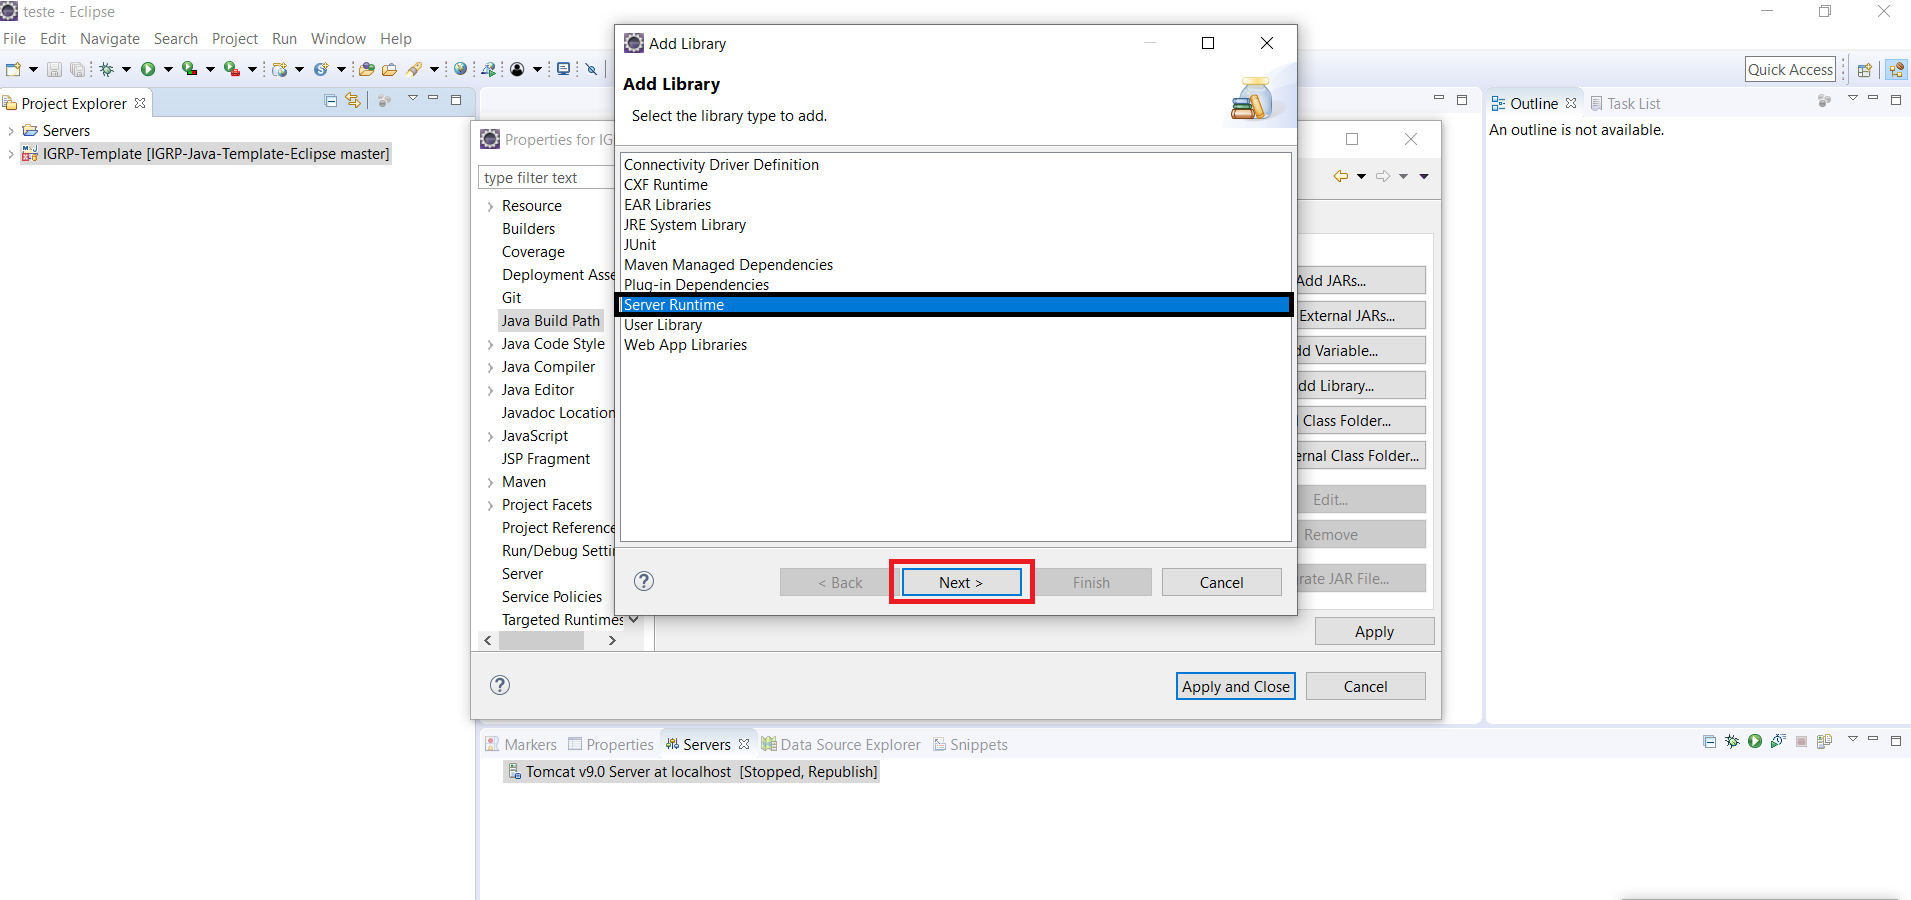 teste - Eclipse
File Edit Navigate Search Project Run Window Help
Quick Access
Project Explorer
Servers
IGRP-Template [IGRP-Java-Template-Eclipse master]
Properties for IG
type filter text
Resource
Builders
Coverage
Deployment Asse
Git
Java Build Path
Java Code Style
Java Compiler
Java Editor
Javadoc Location
JavaScript
JSP Fragment
Maven
Project Facets
Project Reference
Run/Debug Settin
Server
Service Policies
Targeted Runtimes
Add Library
Add Library
Select the library type to add.
Connectivity Driver Definition
CXF Runtime
EAR Libraries
JRE System Library
JUnit
Maven Managed Dependencies
Plug-in Dependencies
Server Runtime
User Library
Web App Libraries
< Back Next > Finish Cancel
Add JARs...
External JARs...
dd Variable...
dd Library...
Class Folder...
ernal Class Folder...
Edit...
Remove
rate JAR File...
Apply
Apply and Close Cancel
Outline Task List
An outline is not available.
Markers Properties Servers Data Source Explorer Snippets
Tomcat v9.0 Server at localhost [Stopped, Republish]